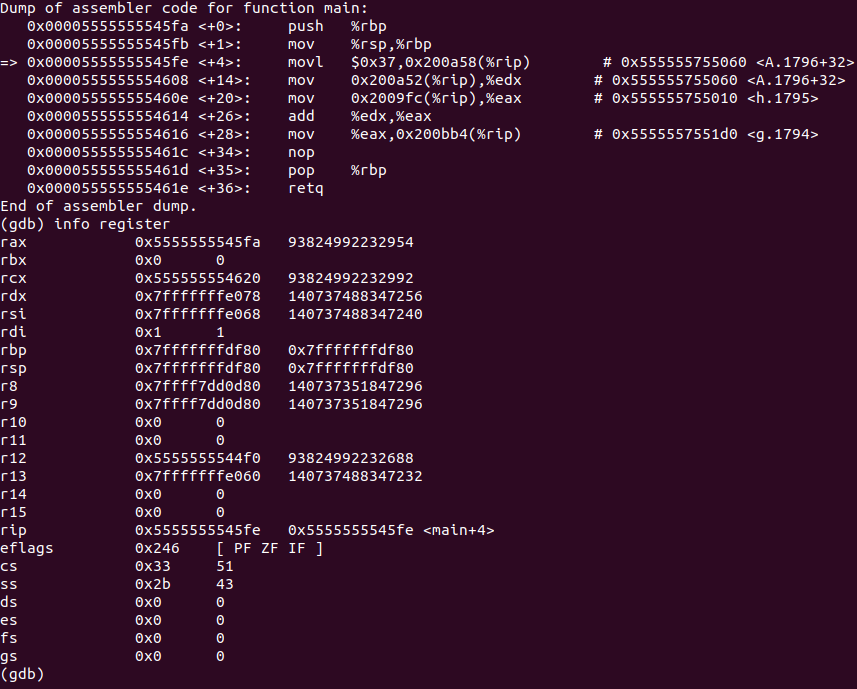 Dump of assembler code for function main:
   0x00005555555545fa <+0>:     push   %rbp
   0x00005555555545fb <+1>:     mov    %rsp,%rbp
=> 0x00005555555545fe <+4>:     movl   $0x37,0x200a58(%rip)        # 0x555555755060 <A.1796+32>
   0x0000555555554608 <+14>:    mov    0x200a52(%rip),%edx        # 0x555555755060 <A.1796+32>
   0x000055555555460e <+20>:    mov    0x2009fc(%rip),%eax        # 0x555555755010 <h.1795>
   0x0000555555554614 <+26>:    add    %edx,%eax
   0x0000555555554616 <+28>:    mov    %eax,0x200bb4(%rip)        # 0x5555557551d0 <g.1794>
   0x000055555555461c <+34>:    nop
   0x000055555555461d <+35>:    pop    %rbp
   0x000055555555461e <+36>:    retq
End of assembler dump.
(gdb) info register
rax            0x5555555545fa   93824992232954
rbx            0x0      0
rcx            0x555555554620   93824992232992
rdx            0x7fffffffe078   140737488347256
rsi            0x7fffffffe068   140737488347240
rdi            0x1      1
rbp            0x7fffffffdf80   0x7fffffffdf80
rsp            0x7fffffffdf80   0x7fffffffdf80
r8             0x7ffff7dd0d80   140737351847296
r9             0x7ffff7dd0d80   140737351847296
r10            0x0      0
r11            0x0      0
r12            0x5555555544f0   93824992232688
r13            0x7fffffffe060   140737488347232
r14            0x0      0
r15            0x0      0
rip            0x5555555545fe   0x5555555545fe <main+4>
eflags         0x246    [ PF ZF IF ]
cs             0x33     51
ss             0x2b     43
ds             0x0      0
es             0x0      0
fs             0x0      0
gs             0x0      0
(gdb)